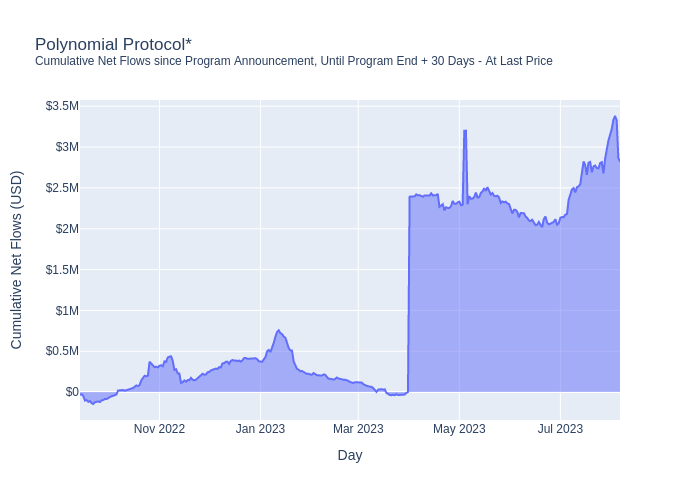 Polynomial Protocol*
Cumulative Net Flows since Program Announcement, Until Program End + 30 Days - At Last Price
Cumulative Net Flows (USD)
$3.5M
$3M
$2.5M
$2M
$1.5M
$1M
$0.5M
$0
Nov 2022
Jan 2023
Mar 2023
May 2023
Jul 2023
Day